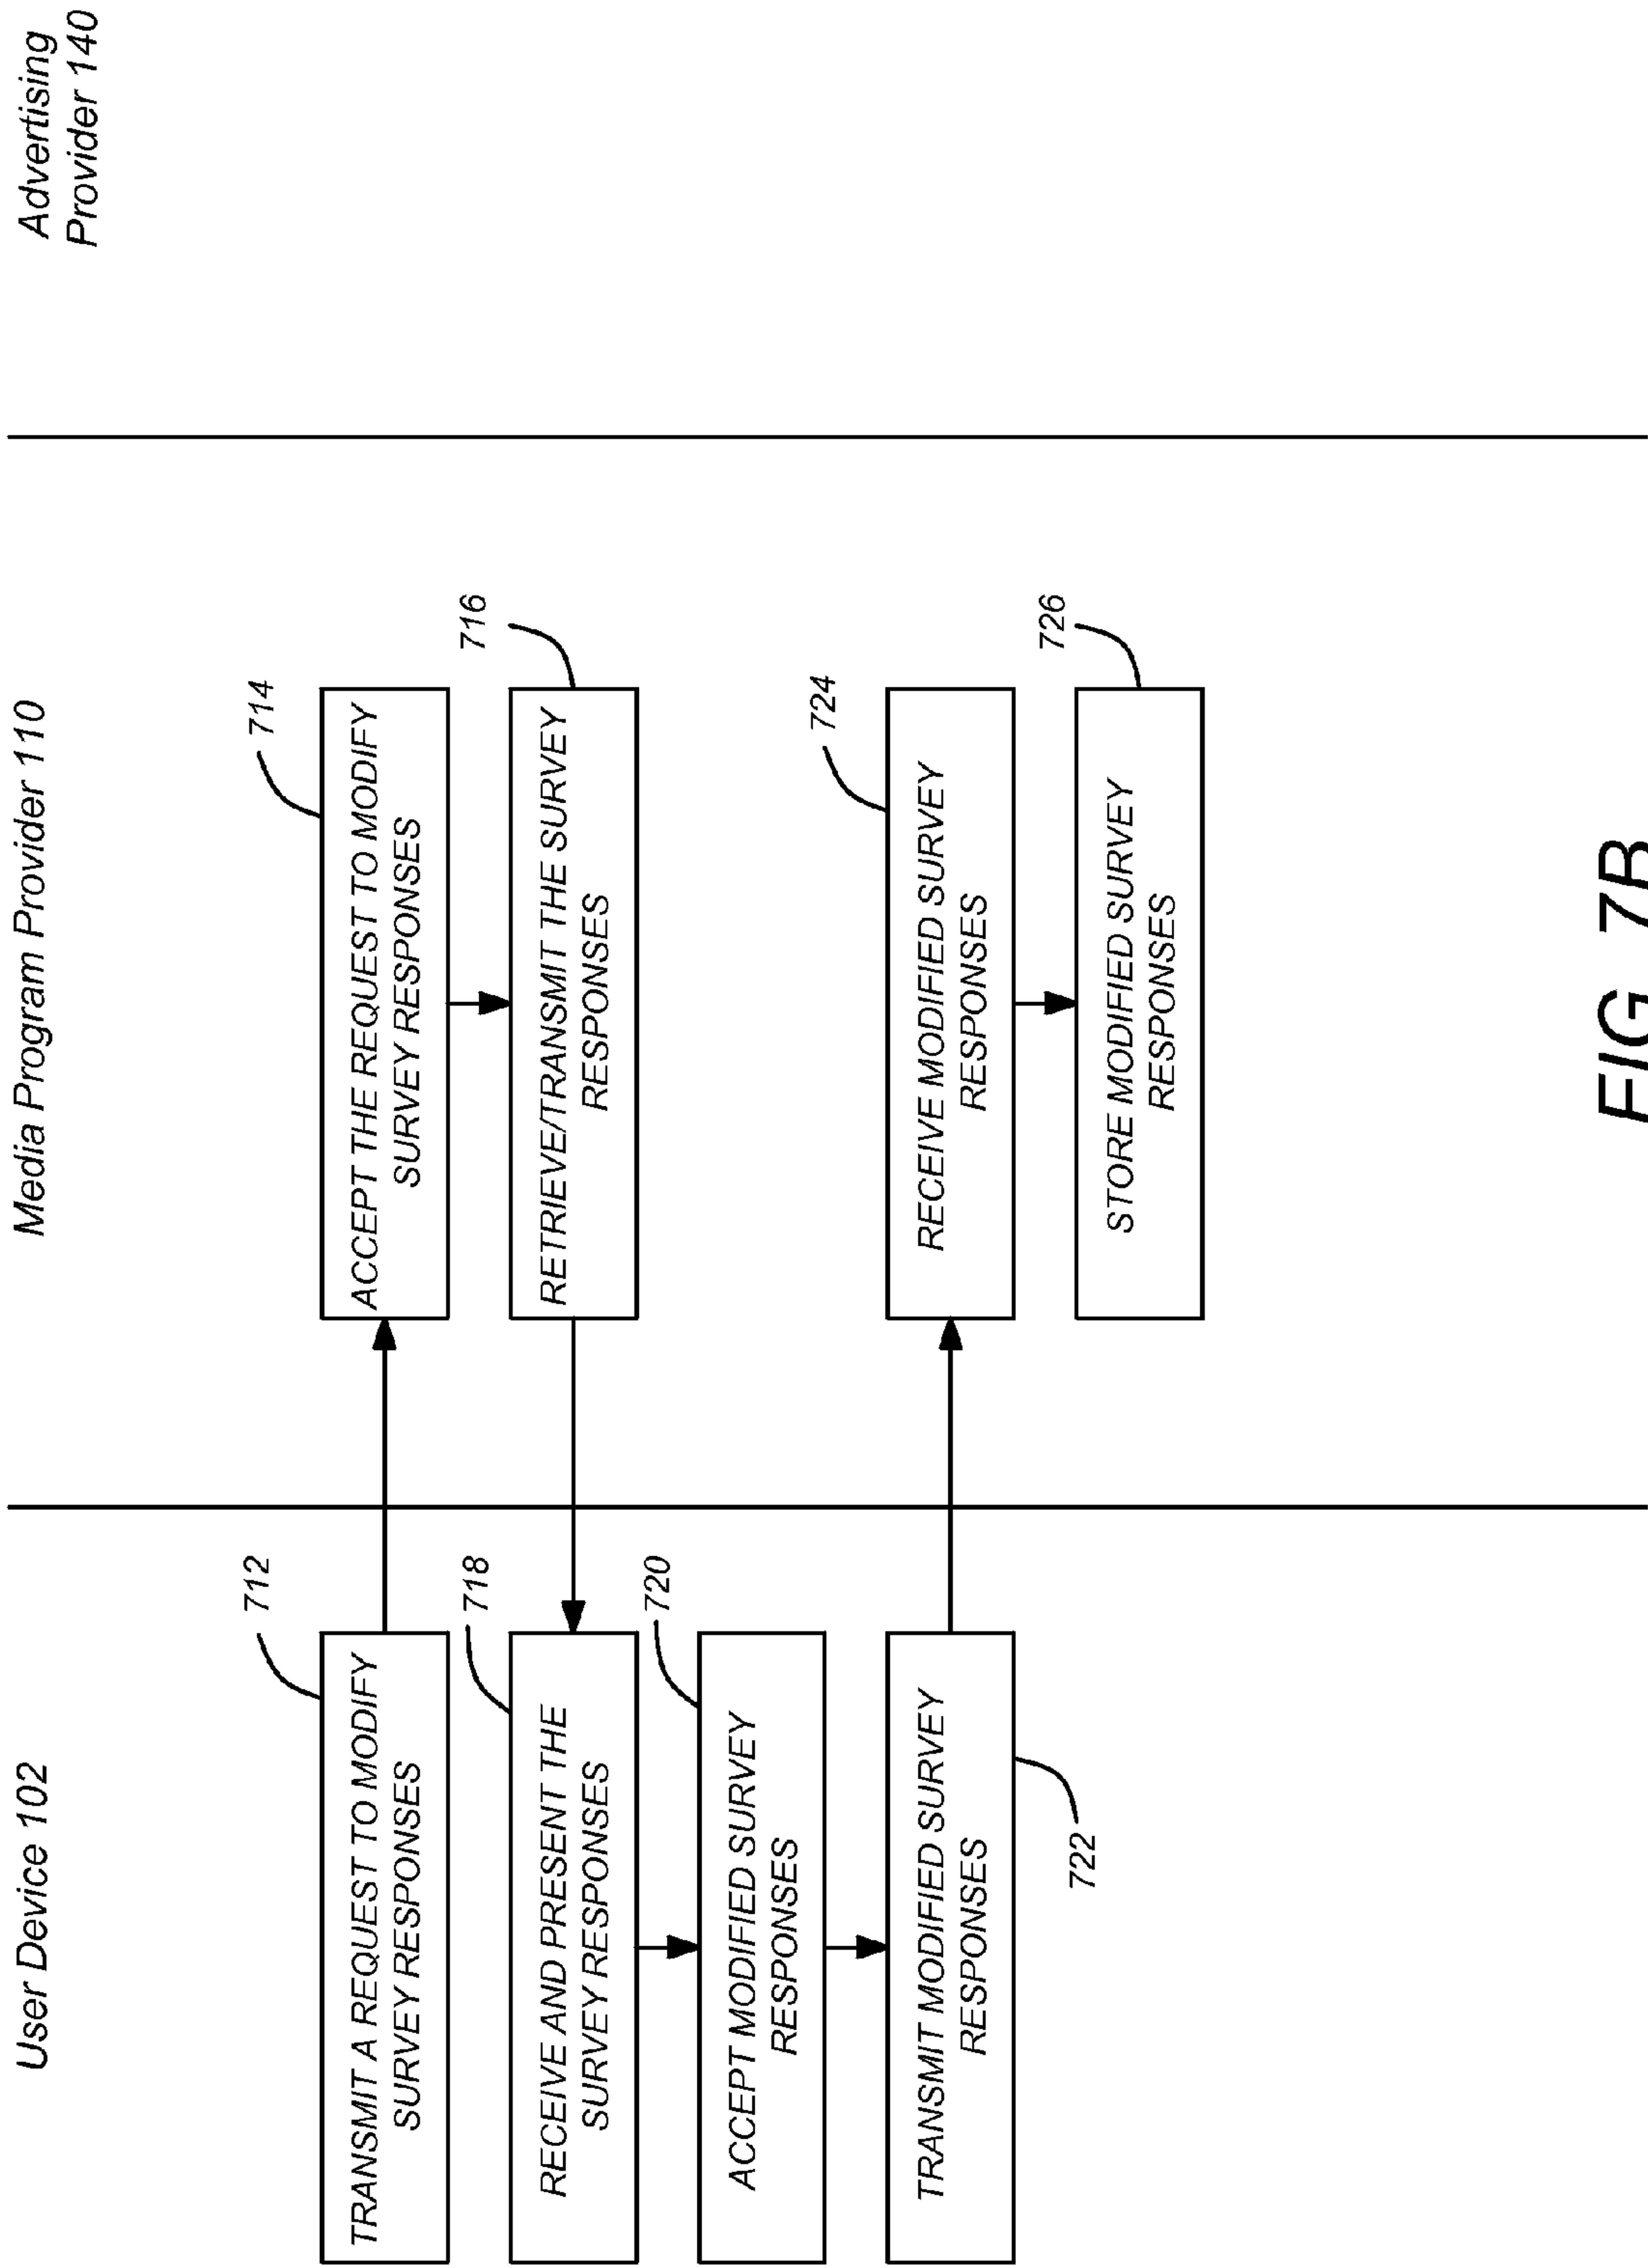 User Device 102
Media Program Provider 110
Advertising
Provider 140
712
TRANSMIT A REQUEST TO MODIFY
SURVEY RESPONSES
714
ACCEPT THE REQUEST TO MODIFY
SURVEY RESPONSES
718
RECEIVE AND PRESENT THE
SURVEY RESPONSES
716
RETRIEVE/TRANSMIT THE SURVEY
RESPONSES
720
ACCEPT MODIFIED SURVEY
RESPONSES
TRANSMIT MODIFIED SURVEY
RESPONSES
722
724
RECEIVE MODIFIED SURVEY
RESPONSES
726
STORE MODIFIED SURVEY
RESPONSES
FIG. 7B